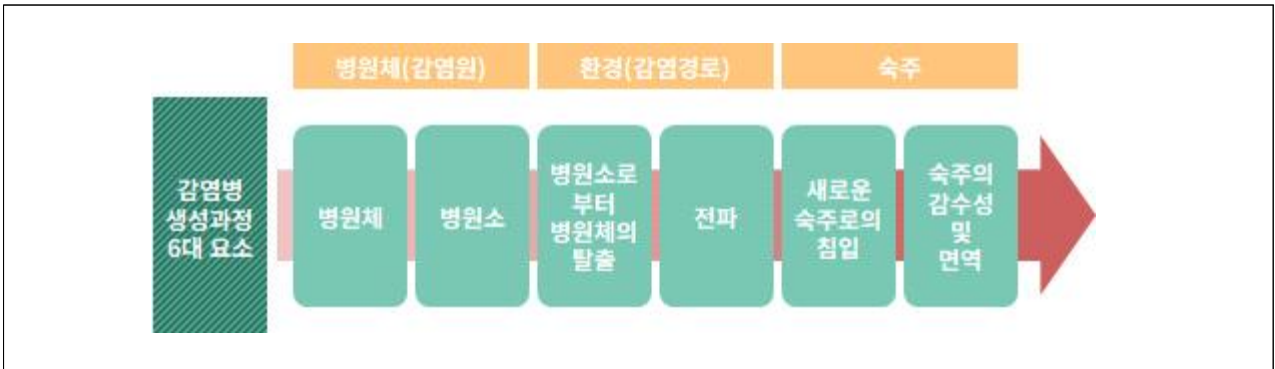 병원체(감염원)
환경(감염경로)
숙주
감염병
생성과정
6대 요소
병원체
병원소
병원소로
부터
병원체의
탈출
전파
새로운
숙주로의
침입
숙주의
감수성
및
면역